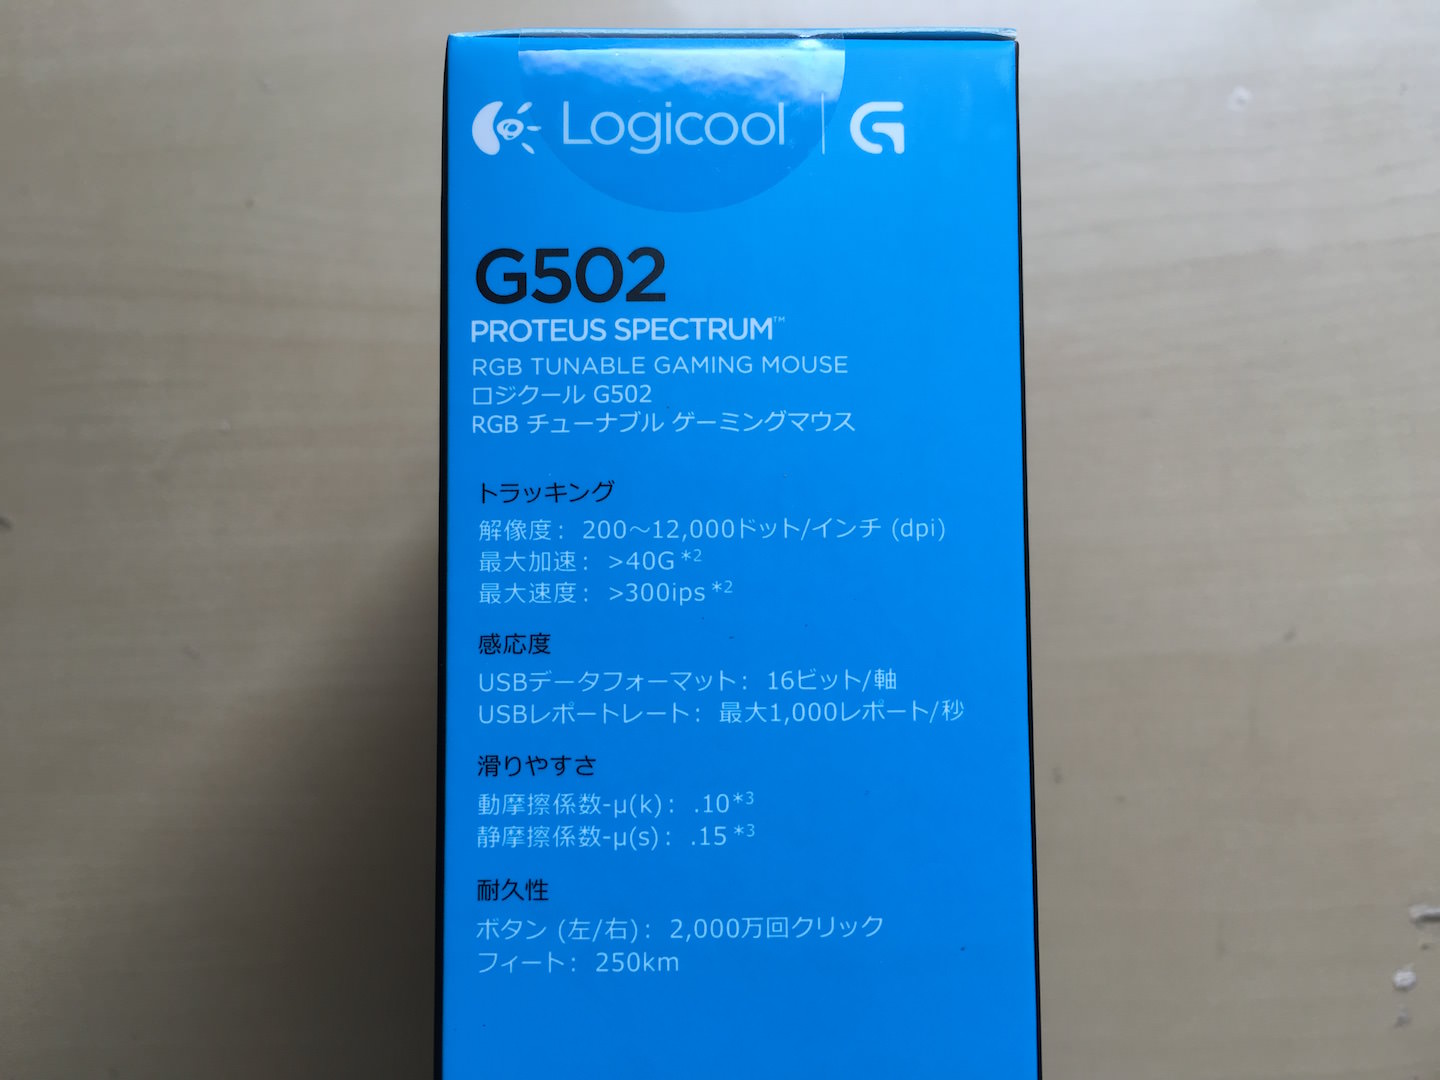 Logicool | G
G502
PROTEUS SPECTRUM™
RGB TUNABLE GAMING MOUSE
ロジクール G502
RGB チューナブル ゲーミングマウス
トラッキング
解像度： 200～12,000ドット/インチ (dpi)
最大加速： >40G*2
最大速度： >300ips*2
感応度
USBデータフォーマット： 16ビット/軸
USBレポートレート： 最大1,000レポート/秒
滑りやすさ
動摩擦係数-μ(k)： .10*3
静摩擦係数-μ(s)： .15*3
耐久性
ボタン (左/右)： 2,000万回クリック
フィート： 250km